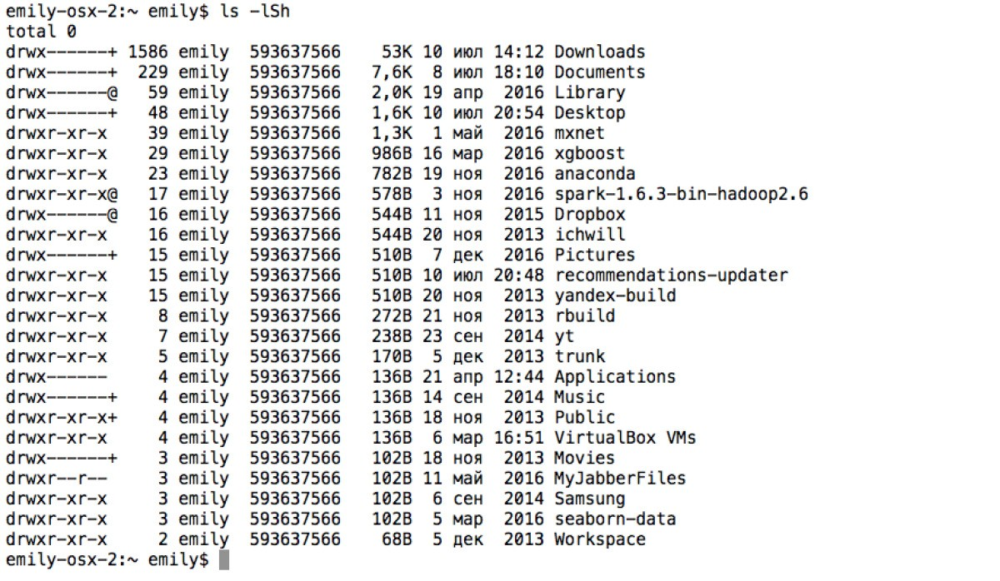 emily-osx-2:~ emily$ ls -lSh
total 0
drwx------+ 1586 emily  593637566    53K 10 июл 14:12 Downloads
drwx------+  229 emily  593637566   7,6K  8 июл 18:10 Documents
drwx------@   59 emily  593637566   2,0K 19 апр  2016 Library
drwx------+   48 emily  593637566   1,6K 10 июл 20:54 Desktop
drwxr-xr-x    39 emily  593637566   1,3K  1 май  2016 mxnet
drwxr-xr-x    29 emily  593637566   986B 16 мар  2016 xgboost
drwxr-xr-x    23 emily  593637566   782B 19 ноя  2016 anaconda
drwxr-xr-x@   17 emily  593637566   578B  3 ноя  2016 spark-1.6.3-bin-hadoop2.6
drwx------@   16 emily  593637566   544B 11 ноя  2015 Dropbox
drwxr-xr-x    16 emily  593637566   544B 20 ноя  2013 ichwill
drwx------+   15 emily  593637566   510B  7 дек  2016 Pictures
drwxr-xr-x    15 emily  593637566   510B 10 июл 20:48 recommendations-updater
drwxr-xr-x    15 emily  593637566   510B 20 ноя  2013 yandex-build
drwxr-xr-x     8 emily  593637566   272B 21 ноя  2013 rbuild
drwxr-xr-x     7 emily  593637566   238B 23 сен  2014 yt
drwxr-xr-x     5 emily  593637566   170B  5 дек  2013 trunk
drwx------     4 emily  593637566   136B 21 апр 12:44 Applications
drwx------+    4 emily  593637566   136B 14 сен  2014 Music
drwxr-xr-x+    4 emily  593637566   136B 18 ноя  2013 Public
drwxr-xr-x     4 emily  593637566   136B  6 мар 16:51 VirtualBox VMs
drwx------+    3 emily  593637566   102B 18 ноя  2013 Movies
drwxr--r--     3 emily  593637566   102B 11 май  2016 MyJabberFiles
drwxr-xr-x     3 emily  593637566   102B  6 сен  2014 Samsung
drwxr-xr-x     3 emily  593637566   102B  5 мар  2016 seaborn-data
drwxr-xr-x     2 emily  593637566    68B  5 дек  2013 Workspace
emily-osx-2:~ emily$